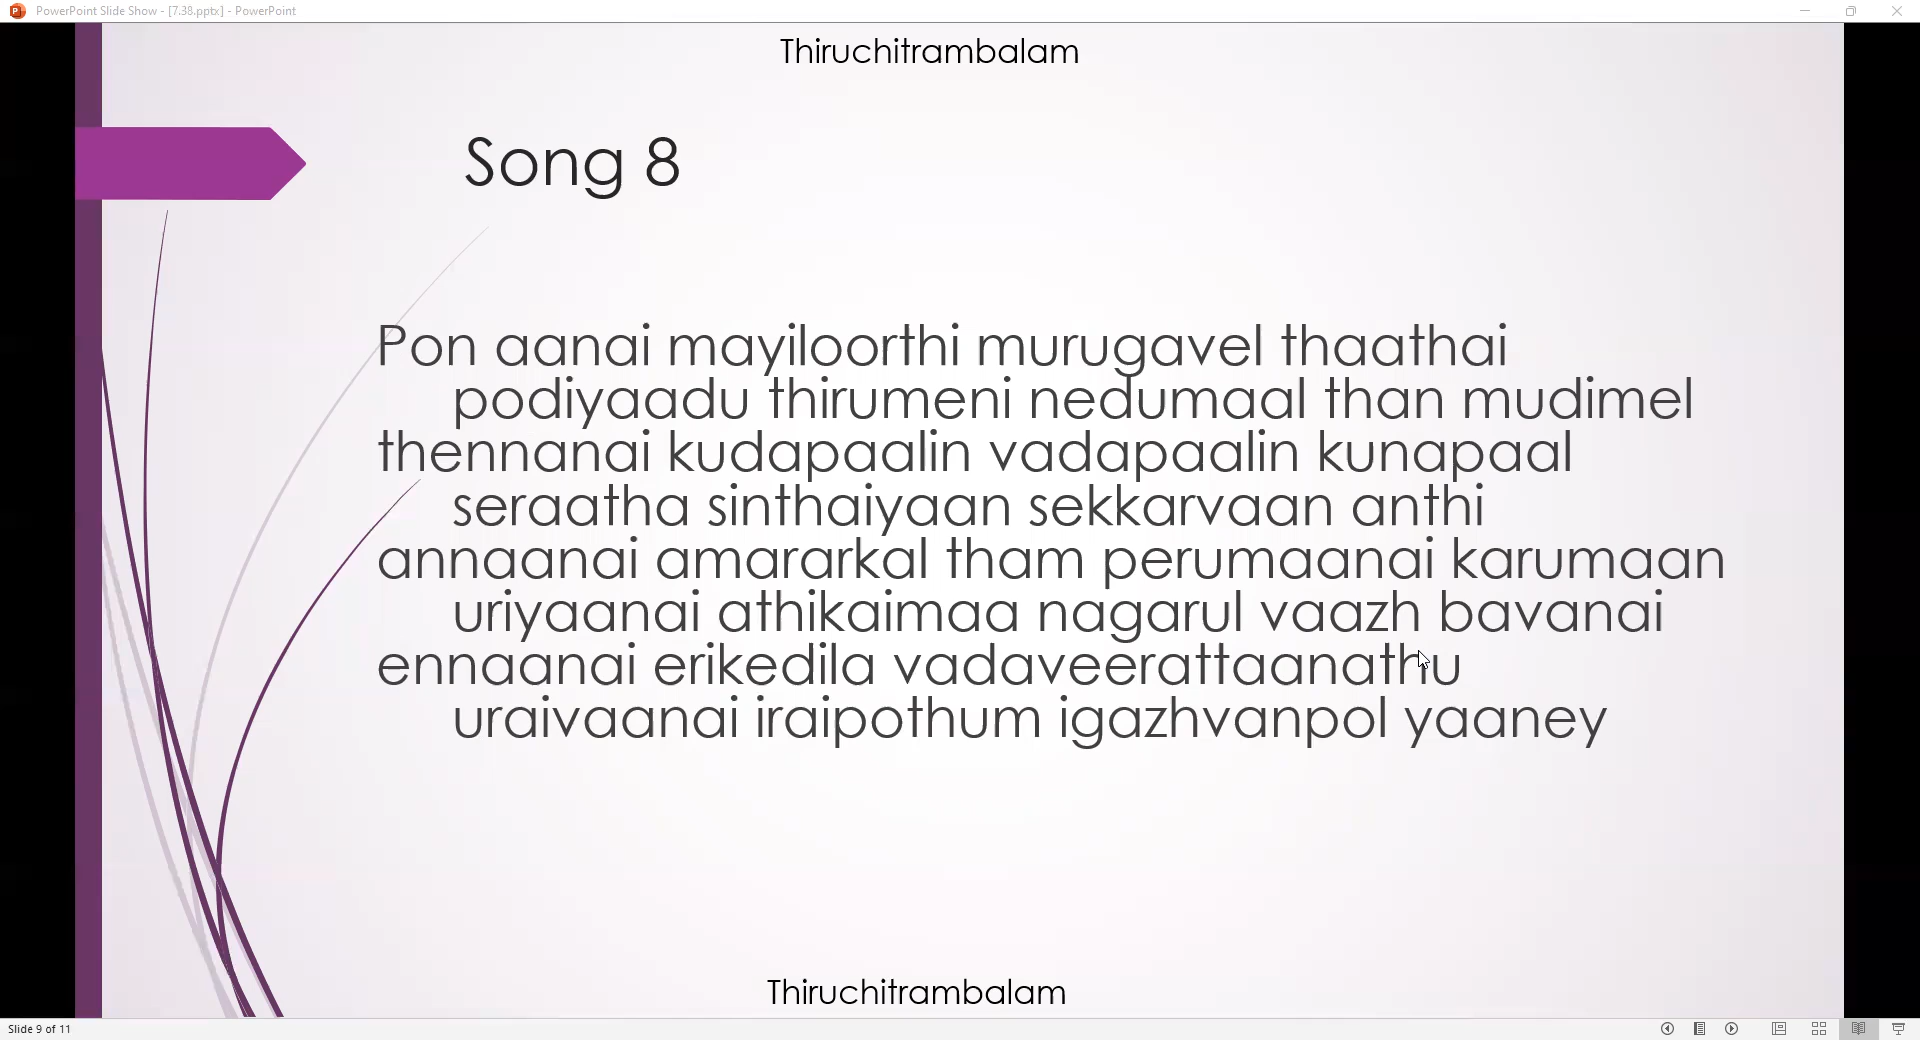 PowerPoint Slide Show - [7.38.pptx] - PowerPoint
Thiruchitrambalam
Song 8
Pon aanai mayiloorthi murugavel thaathai
podiyaadu thirumeni nedumaal than mudimel
thennanai kudapaalin vadapaalin kunapaal
seraatha sinthaiyaan sekkarvaan anthi
annaanai amararkal tham perumaanai karumaan
uriyaanai athikaimaa nagarul vaazh bavanai
ennaanai erikedila vadaveerattaanathu
uraivaanai iraipothum igazhvanpol yaaney
Thiruchitrambalam
Slide 9 of 11